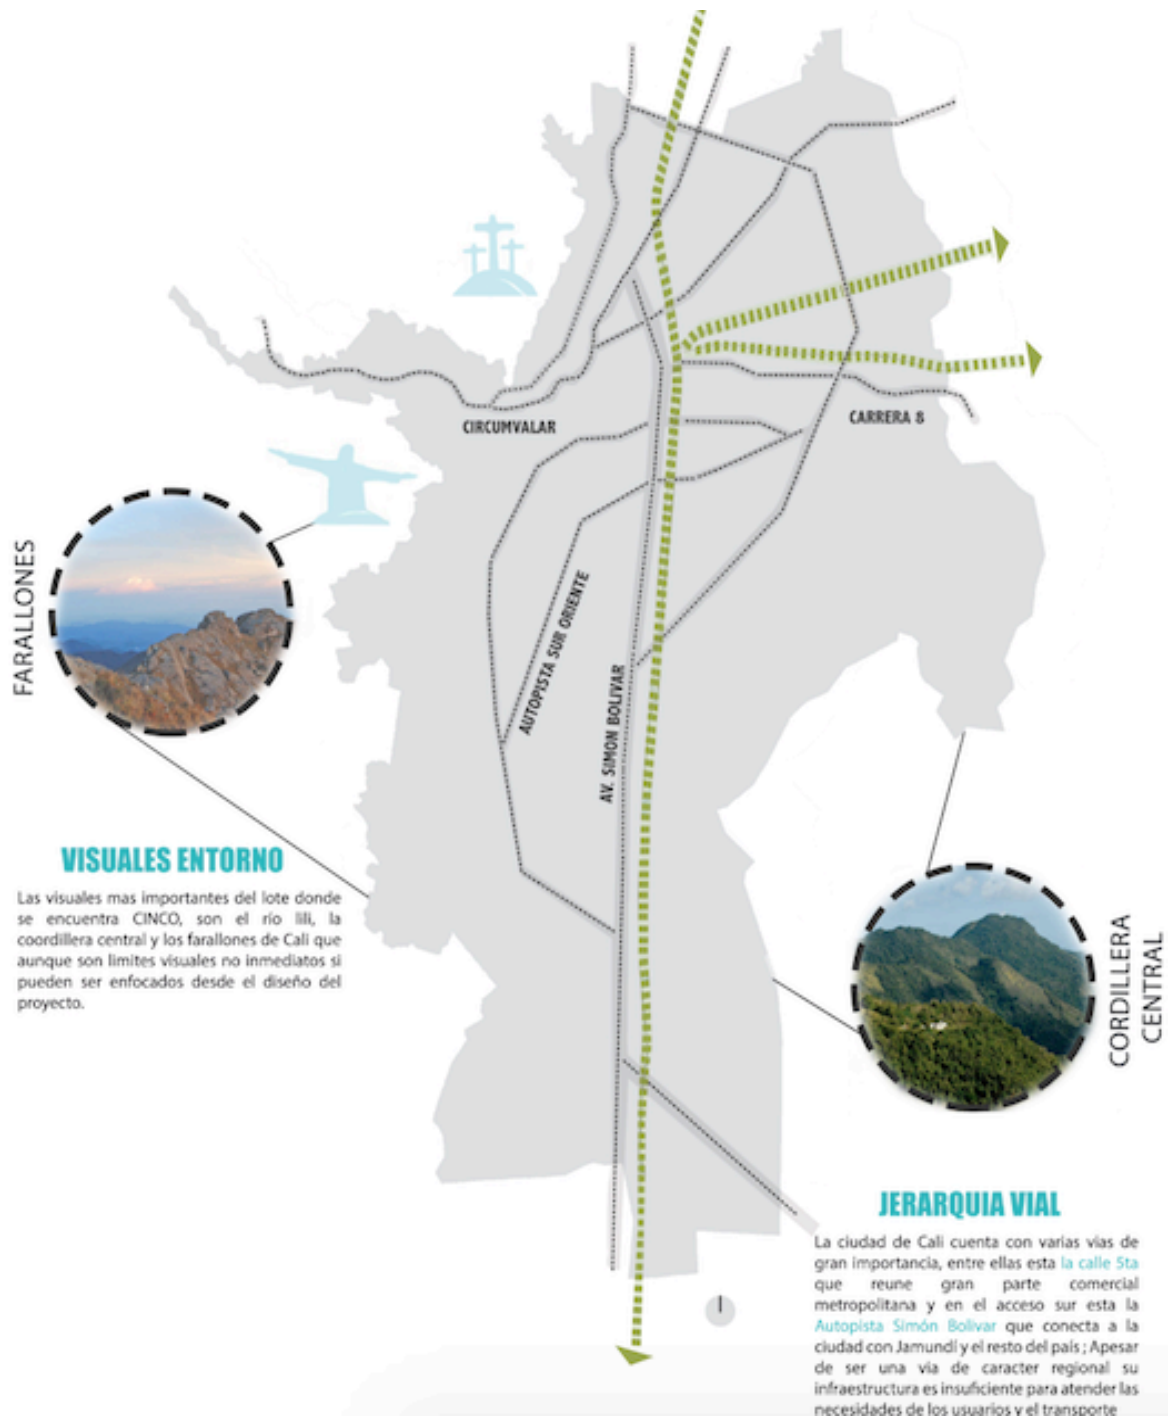 CIRCUMVALAR
CARRERA 8
FARALLONES
AUTOPISTA SUR ORIENTE
AV. SIMON BOLIVAR
VISUALES ENTORNO
Las visuales mas importantes del lote donde
se encuentra CINCO, son el río lili, la
coordillera central y los farallones de Cali que
aunque son limites visuales no inmediatos si
pueden ser enfocados desde el diseño del
proyecto.
CORDILLERA
CENTRAL
JERARQUIA VIAL
La ciudad de Cali cuenta con varias vias de
gran importancia, entre ellas esta la calle 5ta
que reune gran parte comercial
metropolitana y en el acceso sur esta la
Autopista Simón Bolivar que conecta a la
ciudad con Jamundí y el resto del país ; Apesar
de ser una via de caracter regional su
infraestructura es insuficiente para atender las
necesidades de los usuarios y el transporte